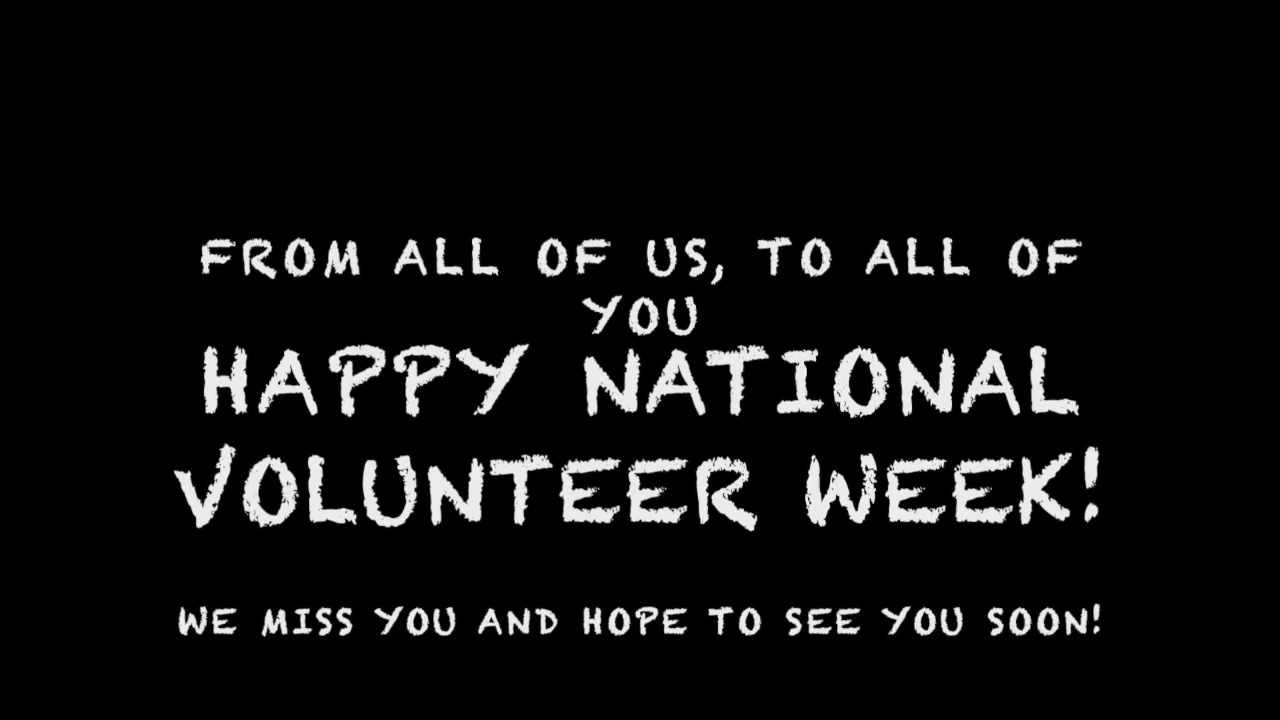 FROM ALL OF US, TO ALL OF
YOU
HAPPY NATIONAL
VOLUNTEER WEEK!
WE MISS YOU AND HOPE TO SEE YOU SOON!